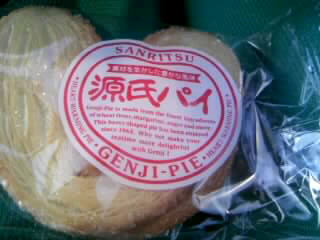 SANRITSU
素材を生かした豊かな風味
源氏パイ
Genji-Pie is made from the finest ingredients
of wheat flour, margarine, sugar and more.
This heart shaped pie has been enjoyed
since 1965. Why not make your
teatime more delightful
with Genji!
GENJI-PIE